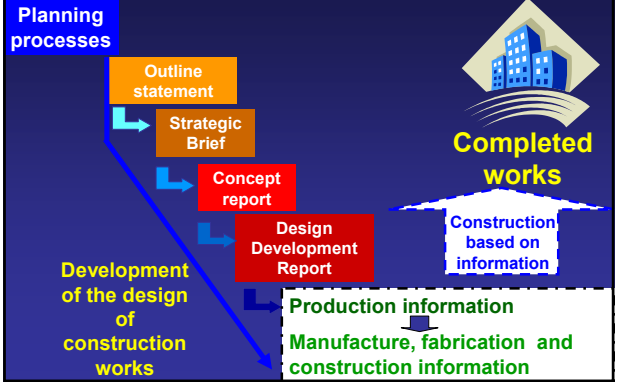 Planning
processes
Outline
statement
Strategic
Brief
Completed
works
Concept
report
Construction
based on
information
Design
Development
Report
Development
of the design
of
construction
works
Production information
Manufacture, fabrication and
construction information